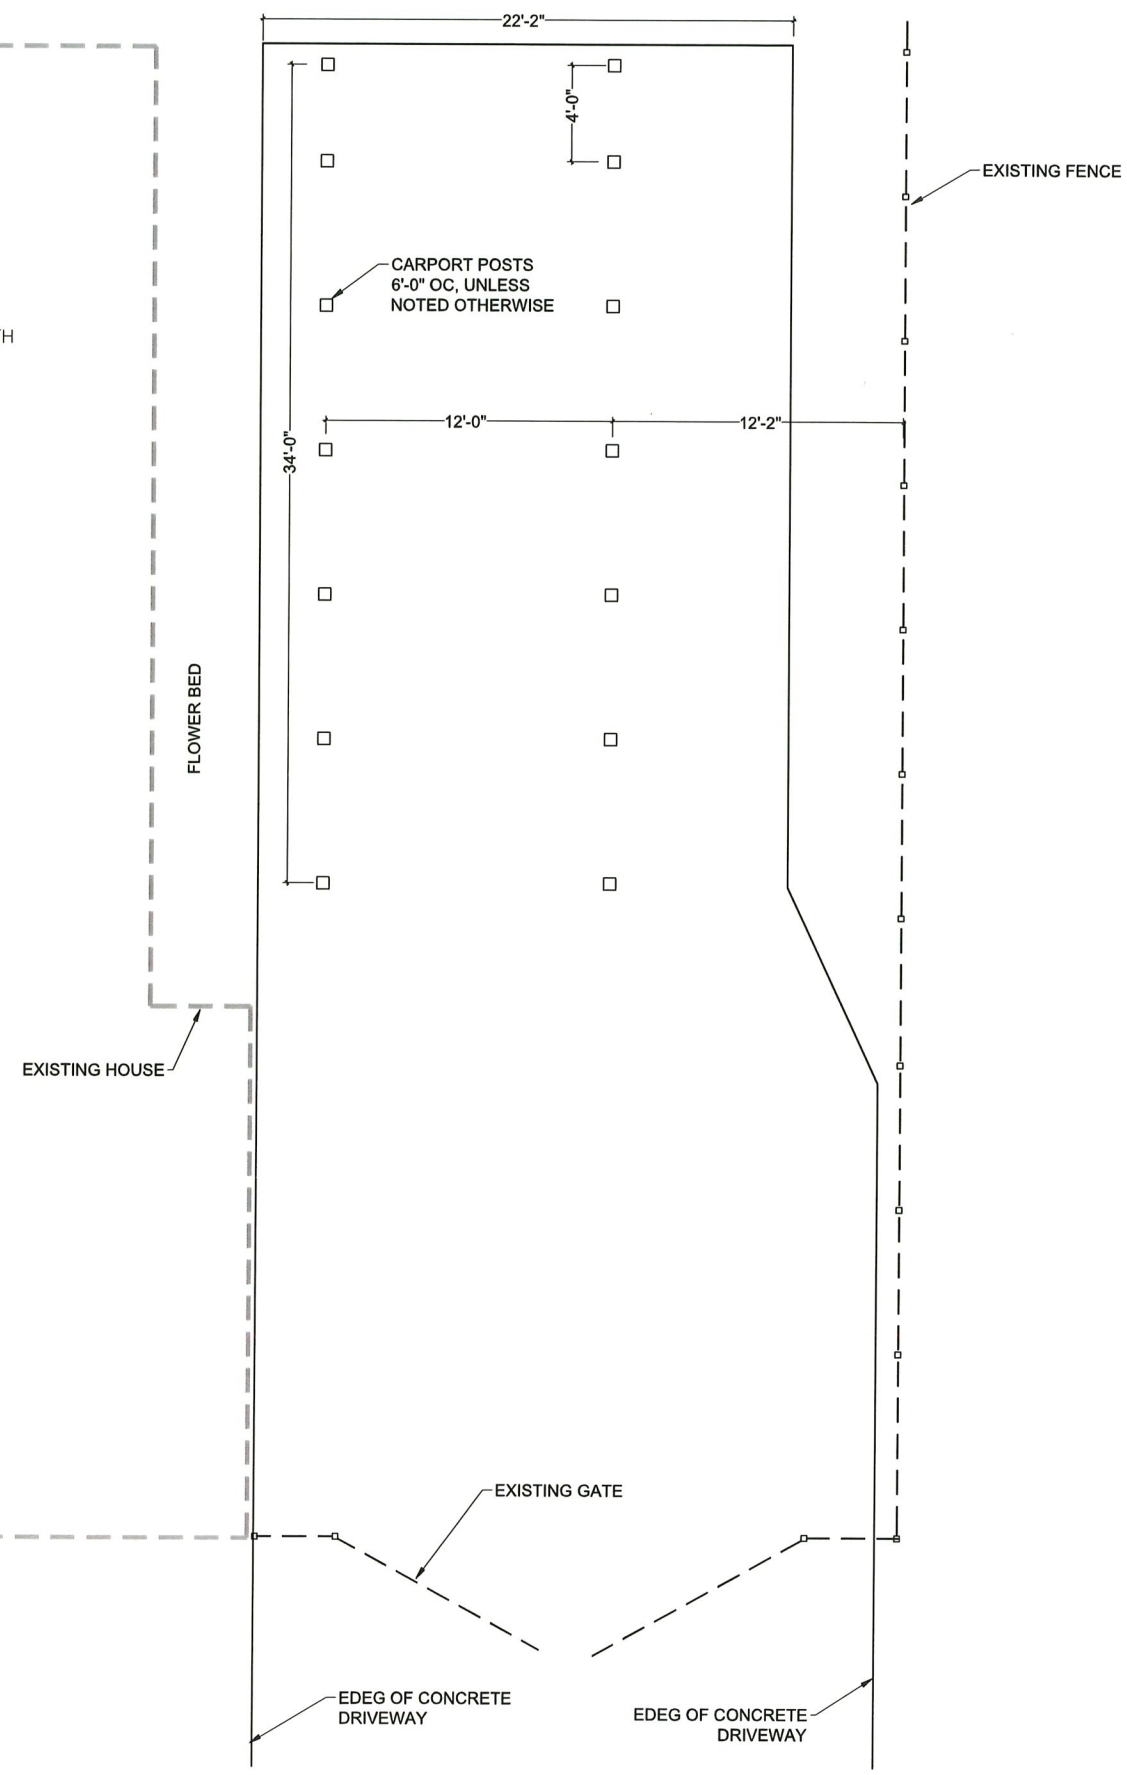 22'-2"
4'-0"
EXISTING FENCE
CARPORT POSTS
6'-0" OC, UNLESS
NOTED OTHERWISE
TH
12'-0"
12'-2"
34'-0"
FLOWER BED
EXISTING HOUSE
EXISTING GATE
EDEG OF CONCRETE
DRIVEWAY
EDEG OF CONCRETE
DRIVEWAY